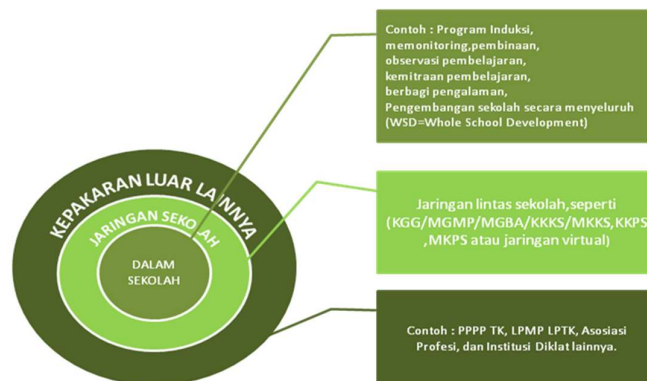 Contoh : Program Induksi,
memonitoring,pembinaan,
observasi pembelajaran,
kemitraan pembelajaran,
berbagi pengalaman,
Pengembangan sekolah secara menyeluruh
(WSD=Whole School Development)
KEPAKARAN LUAR LAINNYA
JARINGAN SEKOLAH
DALAM
SEKOLAH
Jaringan lintas sekolah,seperti
(KGG/MGMP/MGBA/KKKS/MKKS,KKPS
,MKPS atau jaringan virtual)
Contoh : PPPP TK, LPMP LPTK, Asosiasi
Profesi, dan Institusi Diklat lainnya.